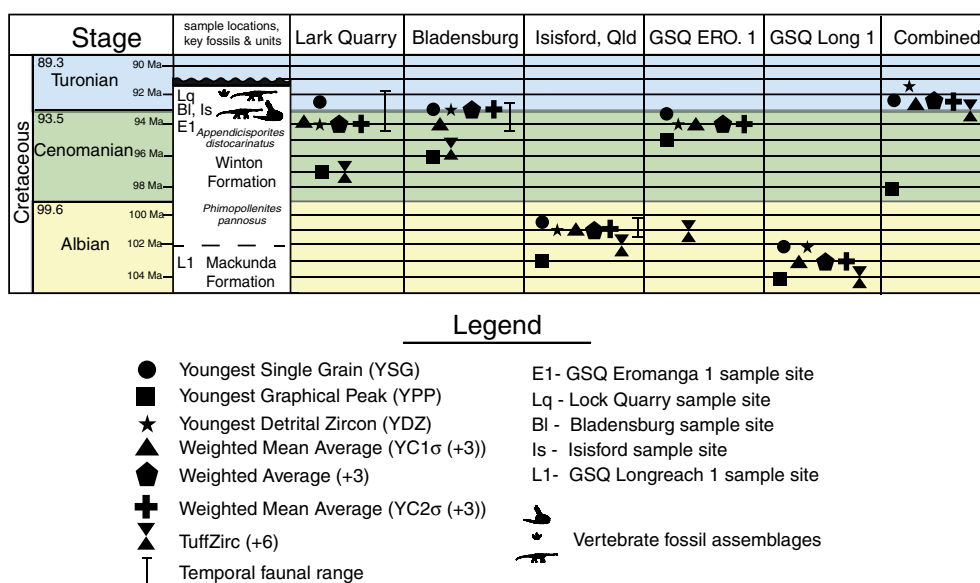 Stage
sample locations,
key fossils & units
Lark Quarry
Bladensburg
Isisford, Qld
GSQ ERO. 1
GSQ Long 1
Combined
Cretaceous
89.3
Turonian
93.5
Cenomanian
99.6
Albian
90 Ma
92 Ma
94 Ma
96 Ma
98 Ma
100 Ma
102 Ma
104 Ma
Lq
Bl, Is
E1
Appendicisporites
distocarinatus
Winton
Formation
Phimopollenites
pannosus
L1 Mackunda
Formation
Legend
Youngest Single Grain (YSG)
Youngest Graphical Peak (YPP)
Youngest Detrital Zircon (YDZ)
Weighted Mean Average (YC1σ (+3))
Weighted Average (+3)
Weighted Mean Average (YC2σ (+3))
TuffZirc (+6)
Temporal faunal range
E1- GSQ Eromanga 1 sample site
Lq - Lock Quarry sample site
Bl - Bladensburg sample site
Is - Isisford sample site
L1- GSQ Longreach 1 sample site
Vertebrate fossil assemblages